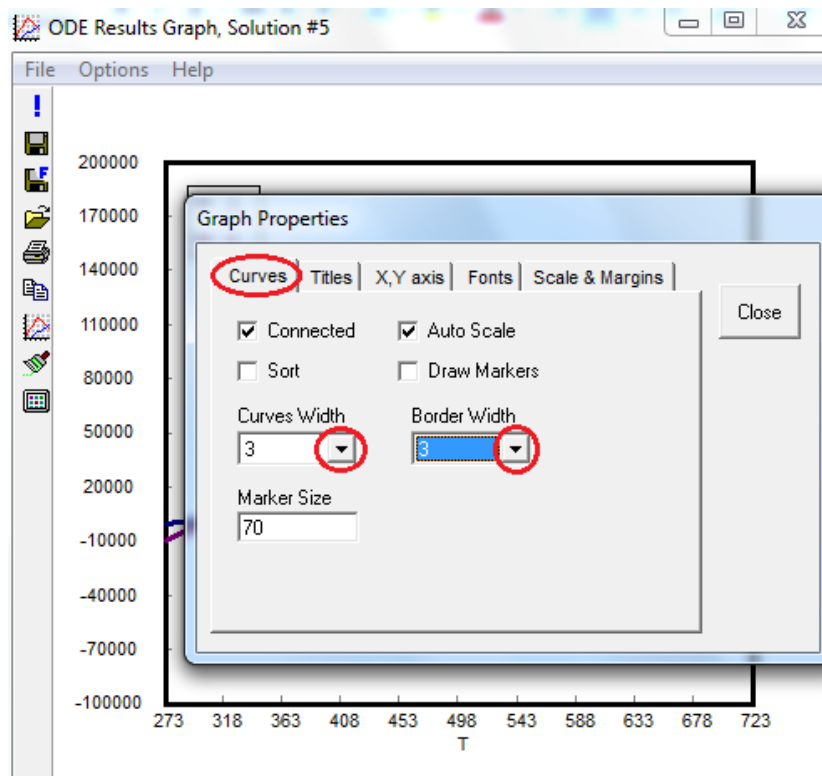 ODE Results Graph, Solution #5
File Options Help
200000
170000
140000
110000
80000
50000
20000
-10000
-40000
-70000
-100000
Graph Properties
Curves Titles X,Y axis Fonts Scale & Margins
Close
Connected Auto Scale
Sort Draw Markers
Curves Width Border Width
3 3
Marker Size
70
273 318 363 408 453 498 543 588 633 678 723
T